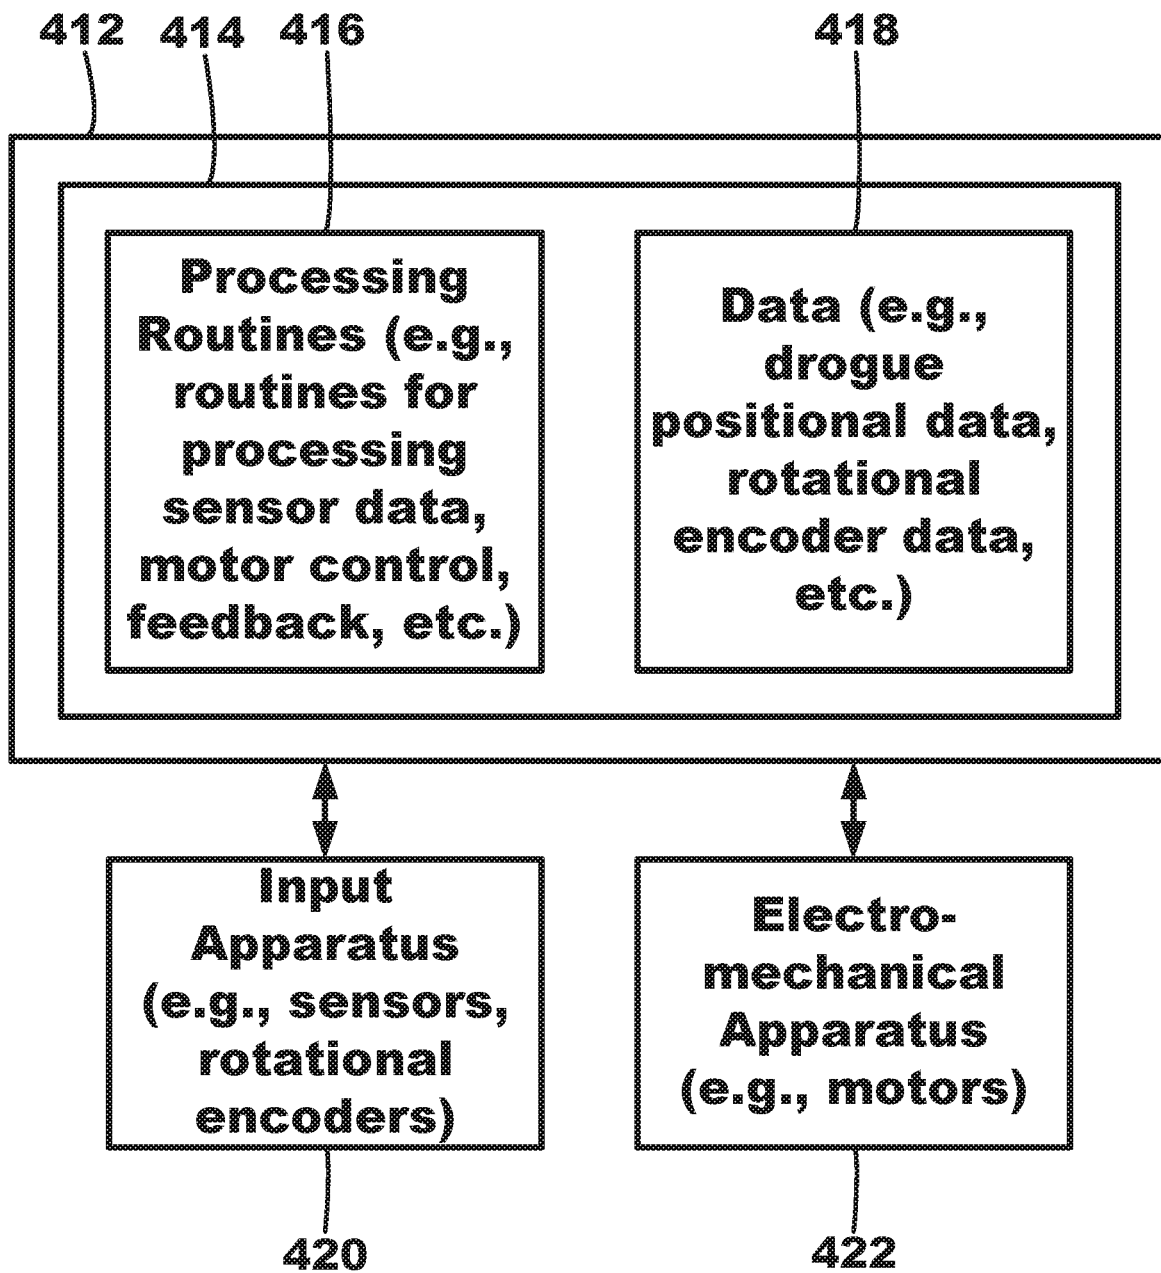 412 414 416 418
Processing
Routines (e.g.,
routines for
processing
sensor data,
motor control,
feedback, etc.)
Data (e.g.,
drogue
positional data,
rotational
encoder data,
etc.)
Input
Apparatus
(e.g., sensors,
rotational
encoders)
Electro-
mechanical
Apparatus
(e.g., motors)
420 422